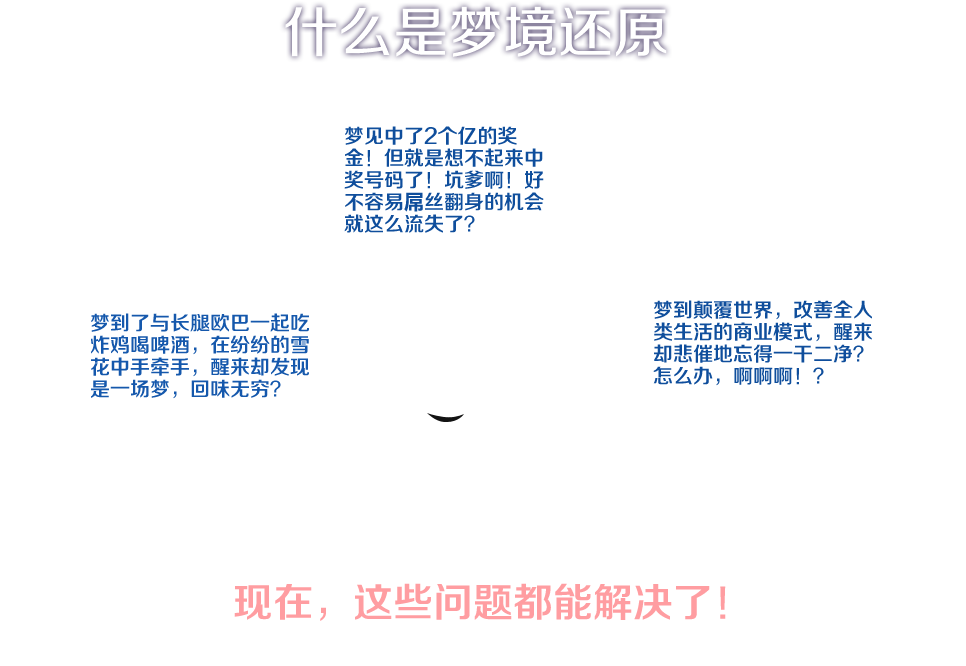 什么是梦境还原
梦见中了2个亿的奖
金！但就是想不起来中
奖号码了！坑爹啊！好
不容易屌丝翻身的机会
就这么流失了？
梦到了与长腿欧巴一起吃
炸鸡喝啤酒，在纷纷的雪
花中手牵手，醒来却发现
是一场梦，回味无穷？
梦到颠覆世界，改善全人
类生活的商业模式，醒来
却悲催地忘得一干二净？
怎么办，啊啊啊！？
现在，这些问题都能解决了！